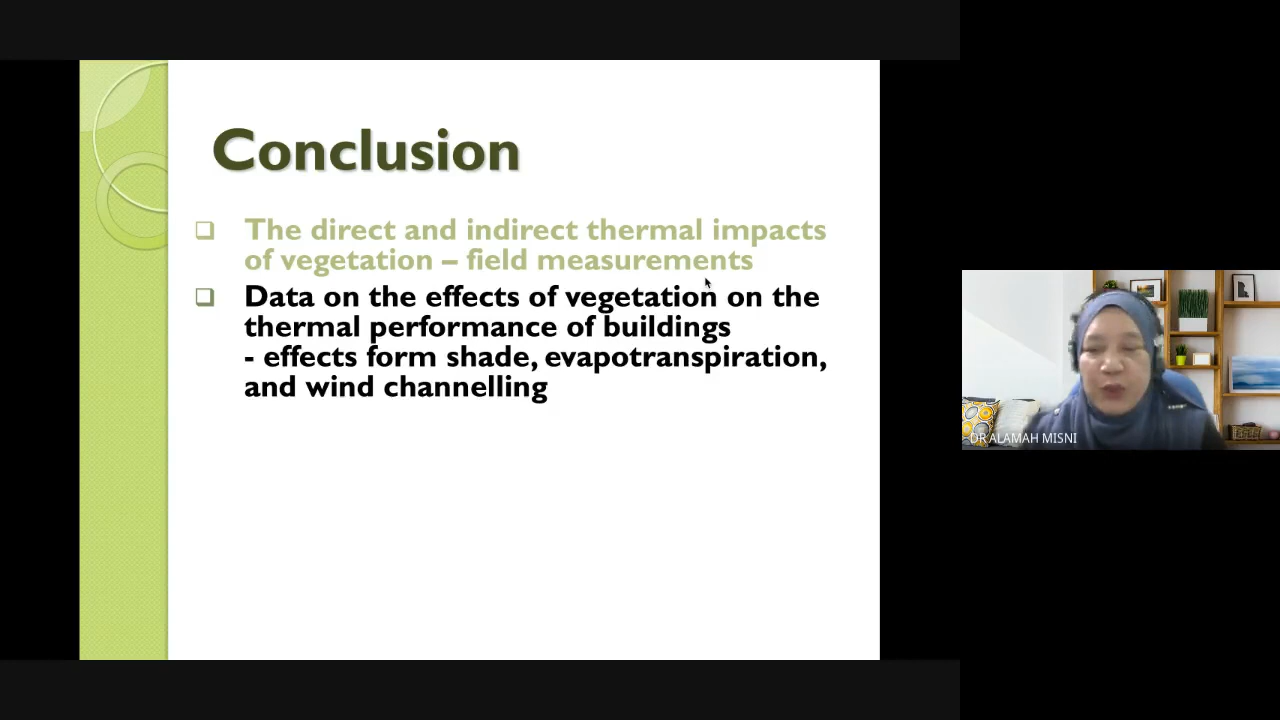 Conclusion
The direct and indirect thermal impacts
of vegetation – field measurements
Data on the effects of vegetation on the
thermal performance of buildings
- effects form shade, evapotranspiration,
and wind channelling
DR ALAMAH MISNI